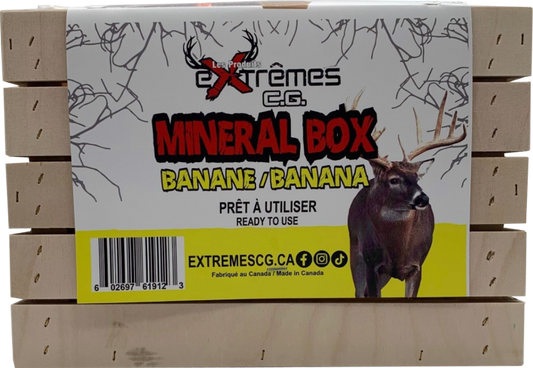 Les Produits
eXtrêmes
C.G.
MINERAL BOX
BANANE / BANANA
PRÊT À UTILISER
READY TO USE
EXTREMESCG.CA
Fabriqué au Canada / Made in Canada
6 02697 61912 3